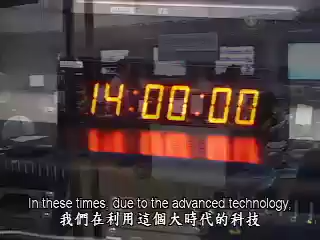 14:00:00
In these times, due to the advanced technology,
我們在利用這個大時代的科技